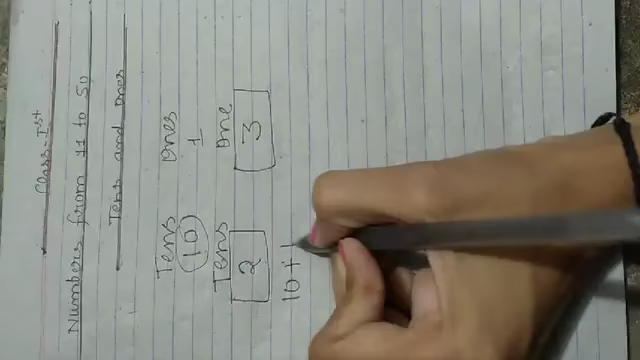 Class-Ist
Numbers from 11 to 50
Tens and Ones
Tens Ones
10 1
Tens One
2 3
10+1